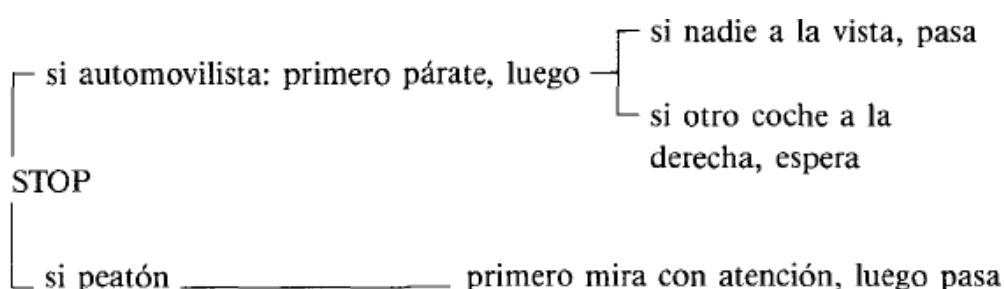 si nadie a la vista, pasa
si automovilista: primero párate, luego
si otro coche a la
derecha, espera
STOP
si peatón primero mira con atención, luego pasa